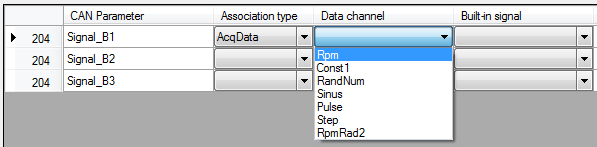 CAN Parameter Association type Data channel Built-in signal
204 Signal_B1 AcqData
204 Signal_B2 Rpm
204 Signal_B3 Const1
RandNum
Sinus
Pulse
Step
RpmRad2